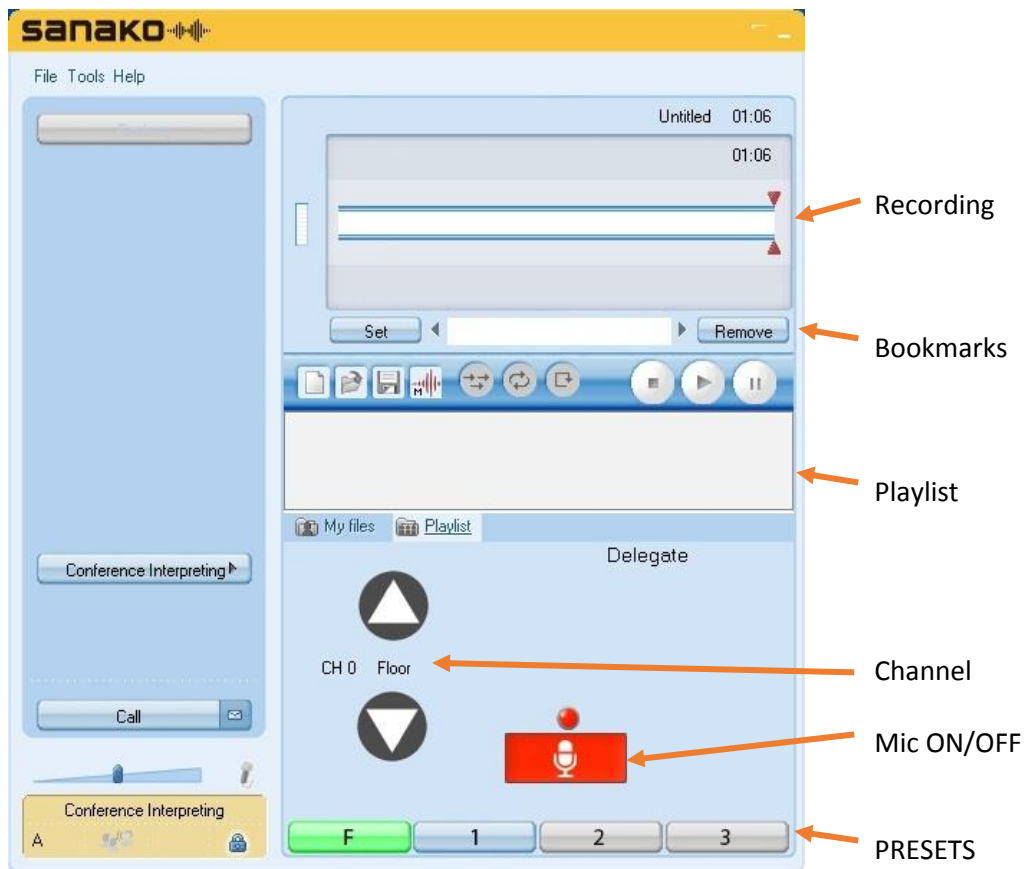 sanako
File Tools Help
Untitled 01:06
01:06
Recording
Set
Remove
Bookmarks
M
Playlist
My files
Playlist
Delegate
Conference Interpreting
CH 0 Floor
Channel
Call
Mic ON/OFF
Conference Interpreting
A
F
1
2
3
PRESETS